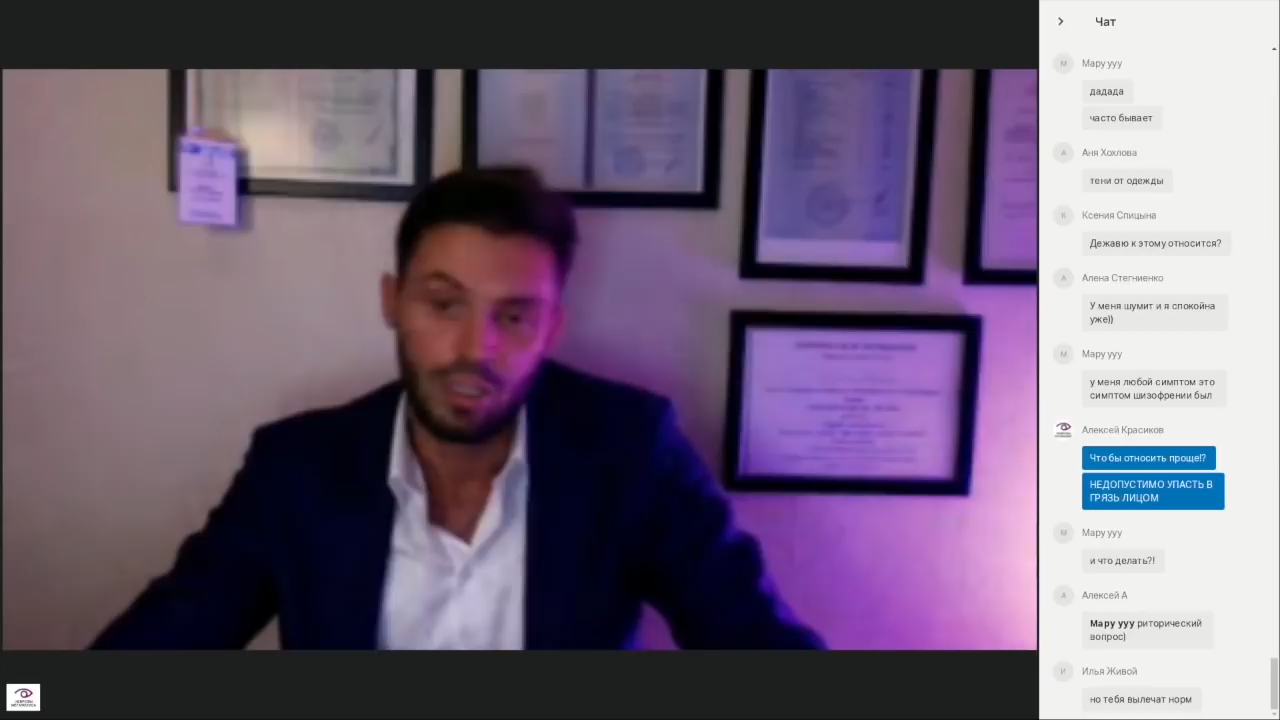 Чат
Мару ууу
дадада
часто бывает
Аня Хохлова
тени от одежды
Ксения Спицына
Дежавю к этому относится?
Алена Стегниенко
У меня шумит и я спокойна
уже))
Мару ууу
у меня любой симптом это
симптом шизофрении был
Алексей Красиков
Что бы относить проще!?
НЕДОПУСТИМО УПАСТЬ В
ГРЯЗЬ ЛИЦОМ
Мару ууу
и что делать?!
Алексей А
Мару ууу риторический
вопрос)
Илья Живой
но тебя вылечат норм